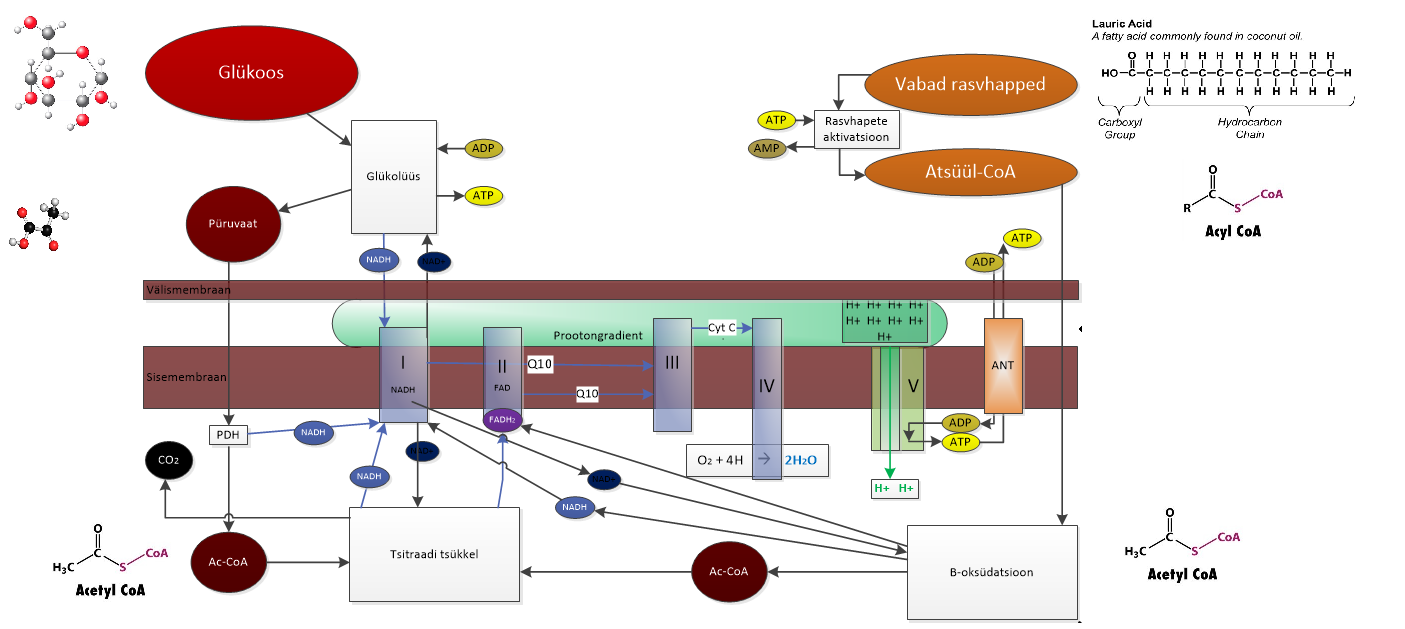 Glükoos
Glükolüüs
ADP
ATP
Püruvaat
NADH
NAD+
Vabad rasvhapped
ATP
Rasvhapete
aktivatsioon
AMP
Atsüül-CoA
Lauric Acid
A fatty acid commonly found in coconut oil.
O H H H H H H H H H H H
HO C C C C C C C C C C C C H
H H H H H H H H H H H
Carboxyl
Group
Hydrocarbon
Chain
O
R C S CoA
Acyl CoA
ATP
ADP
Välismembraan
H+ H+ H+ H+
H+ H+ H+ H+
H+
Prootongradient
Cyt C
Sisemembraan
I
NADH
II
FAD
FADH2
Q10
Q10
III
IV
V
ANT
ADP
ATP
O2 + 4H → 2H2O
H+ H+
PDH
NADH
CO2
NADH
NAD+
NAD+
NADH
Ac-CoA
Tsitraadi tsükkel
Ac-CoA
B-oksüdatsioon
O
H3C C S CoA
Acetyl CoA
O
H3C C S CoA
Acetyl CoA